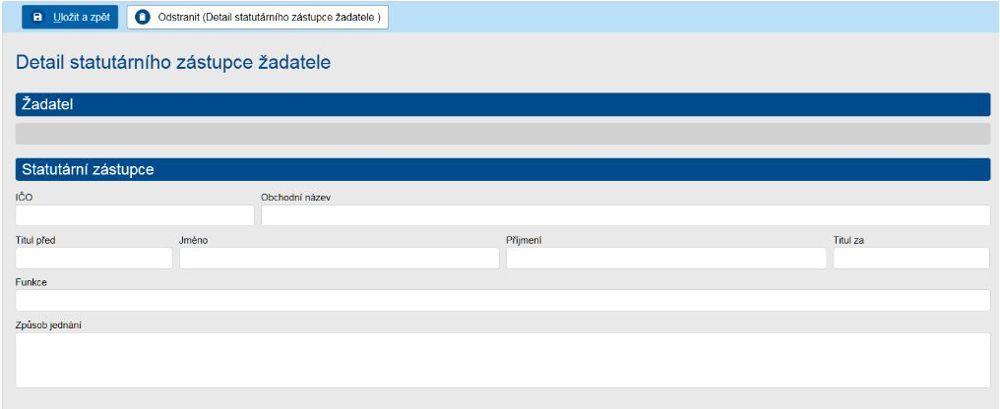 Uložit a zpět Odstranit (Detail statutárního zástupce žadatele )
Detail statutárního zástupce žadatele
Žadatel
Statutární zástupce
IČO Obchodní název
Titul před Jméno Příjmení Titul za
Funkce
Způsob jednání